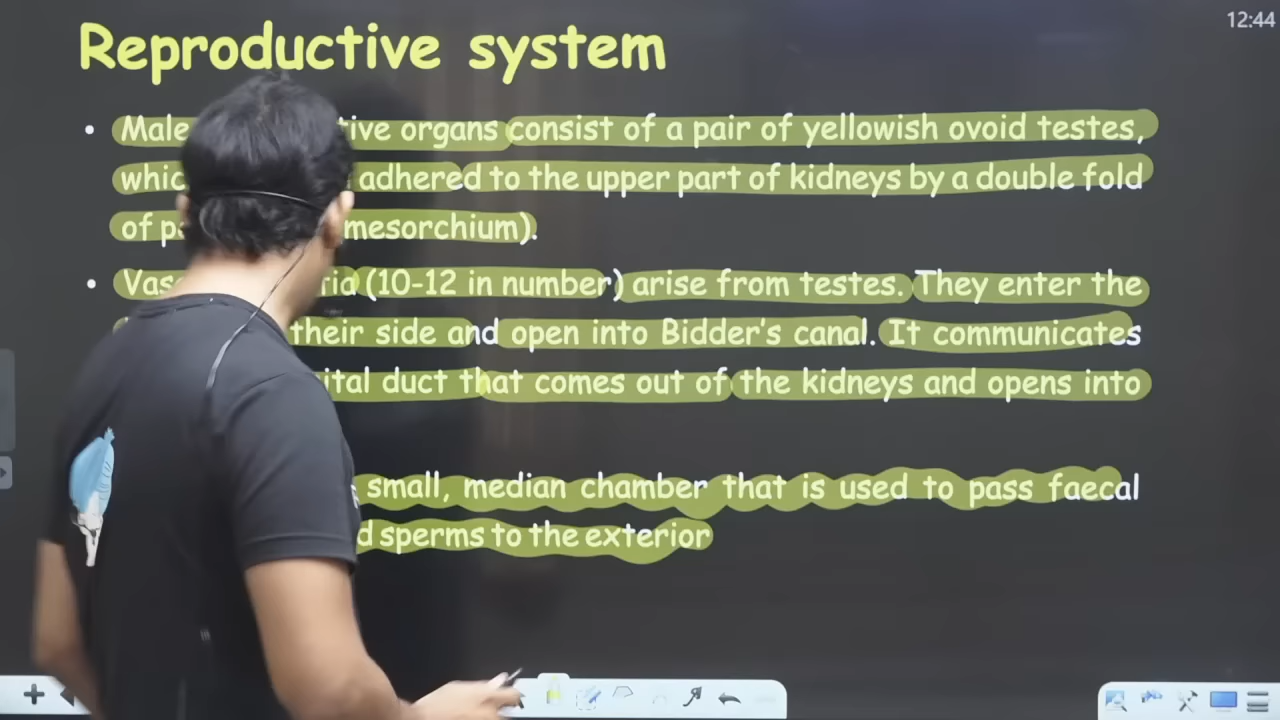 12:44
Reproductive system
• Male tive organs consist of a pair of yellowish ovoid testes,
whic adhered to the upper part of kidneys by a double fold
of pe mesorchium).
• Vas ria (10-12 in number) arise from testes. They enter the
their side and open into Bidder's canal. It communicates
ital duct that comes out of the kidneys and opens into
small, median chamber that is used to pass faecal
d sperms to the exterior